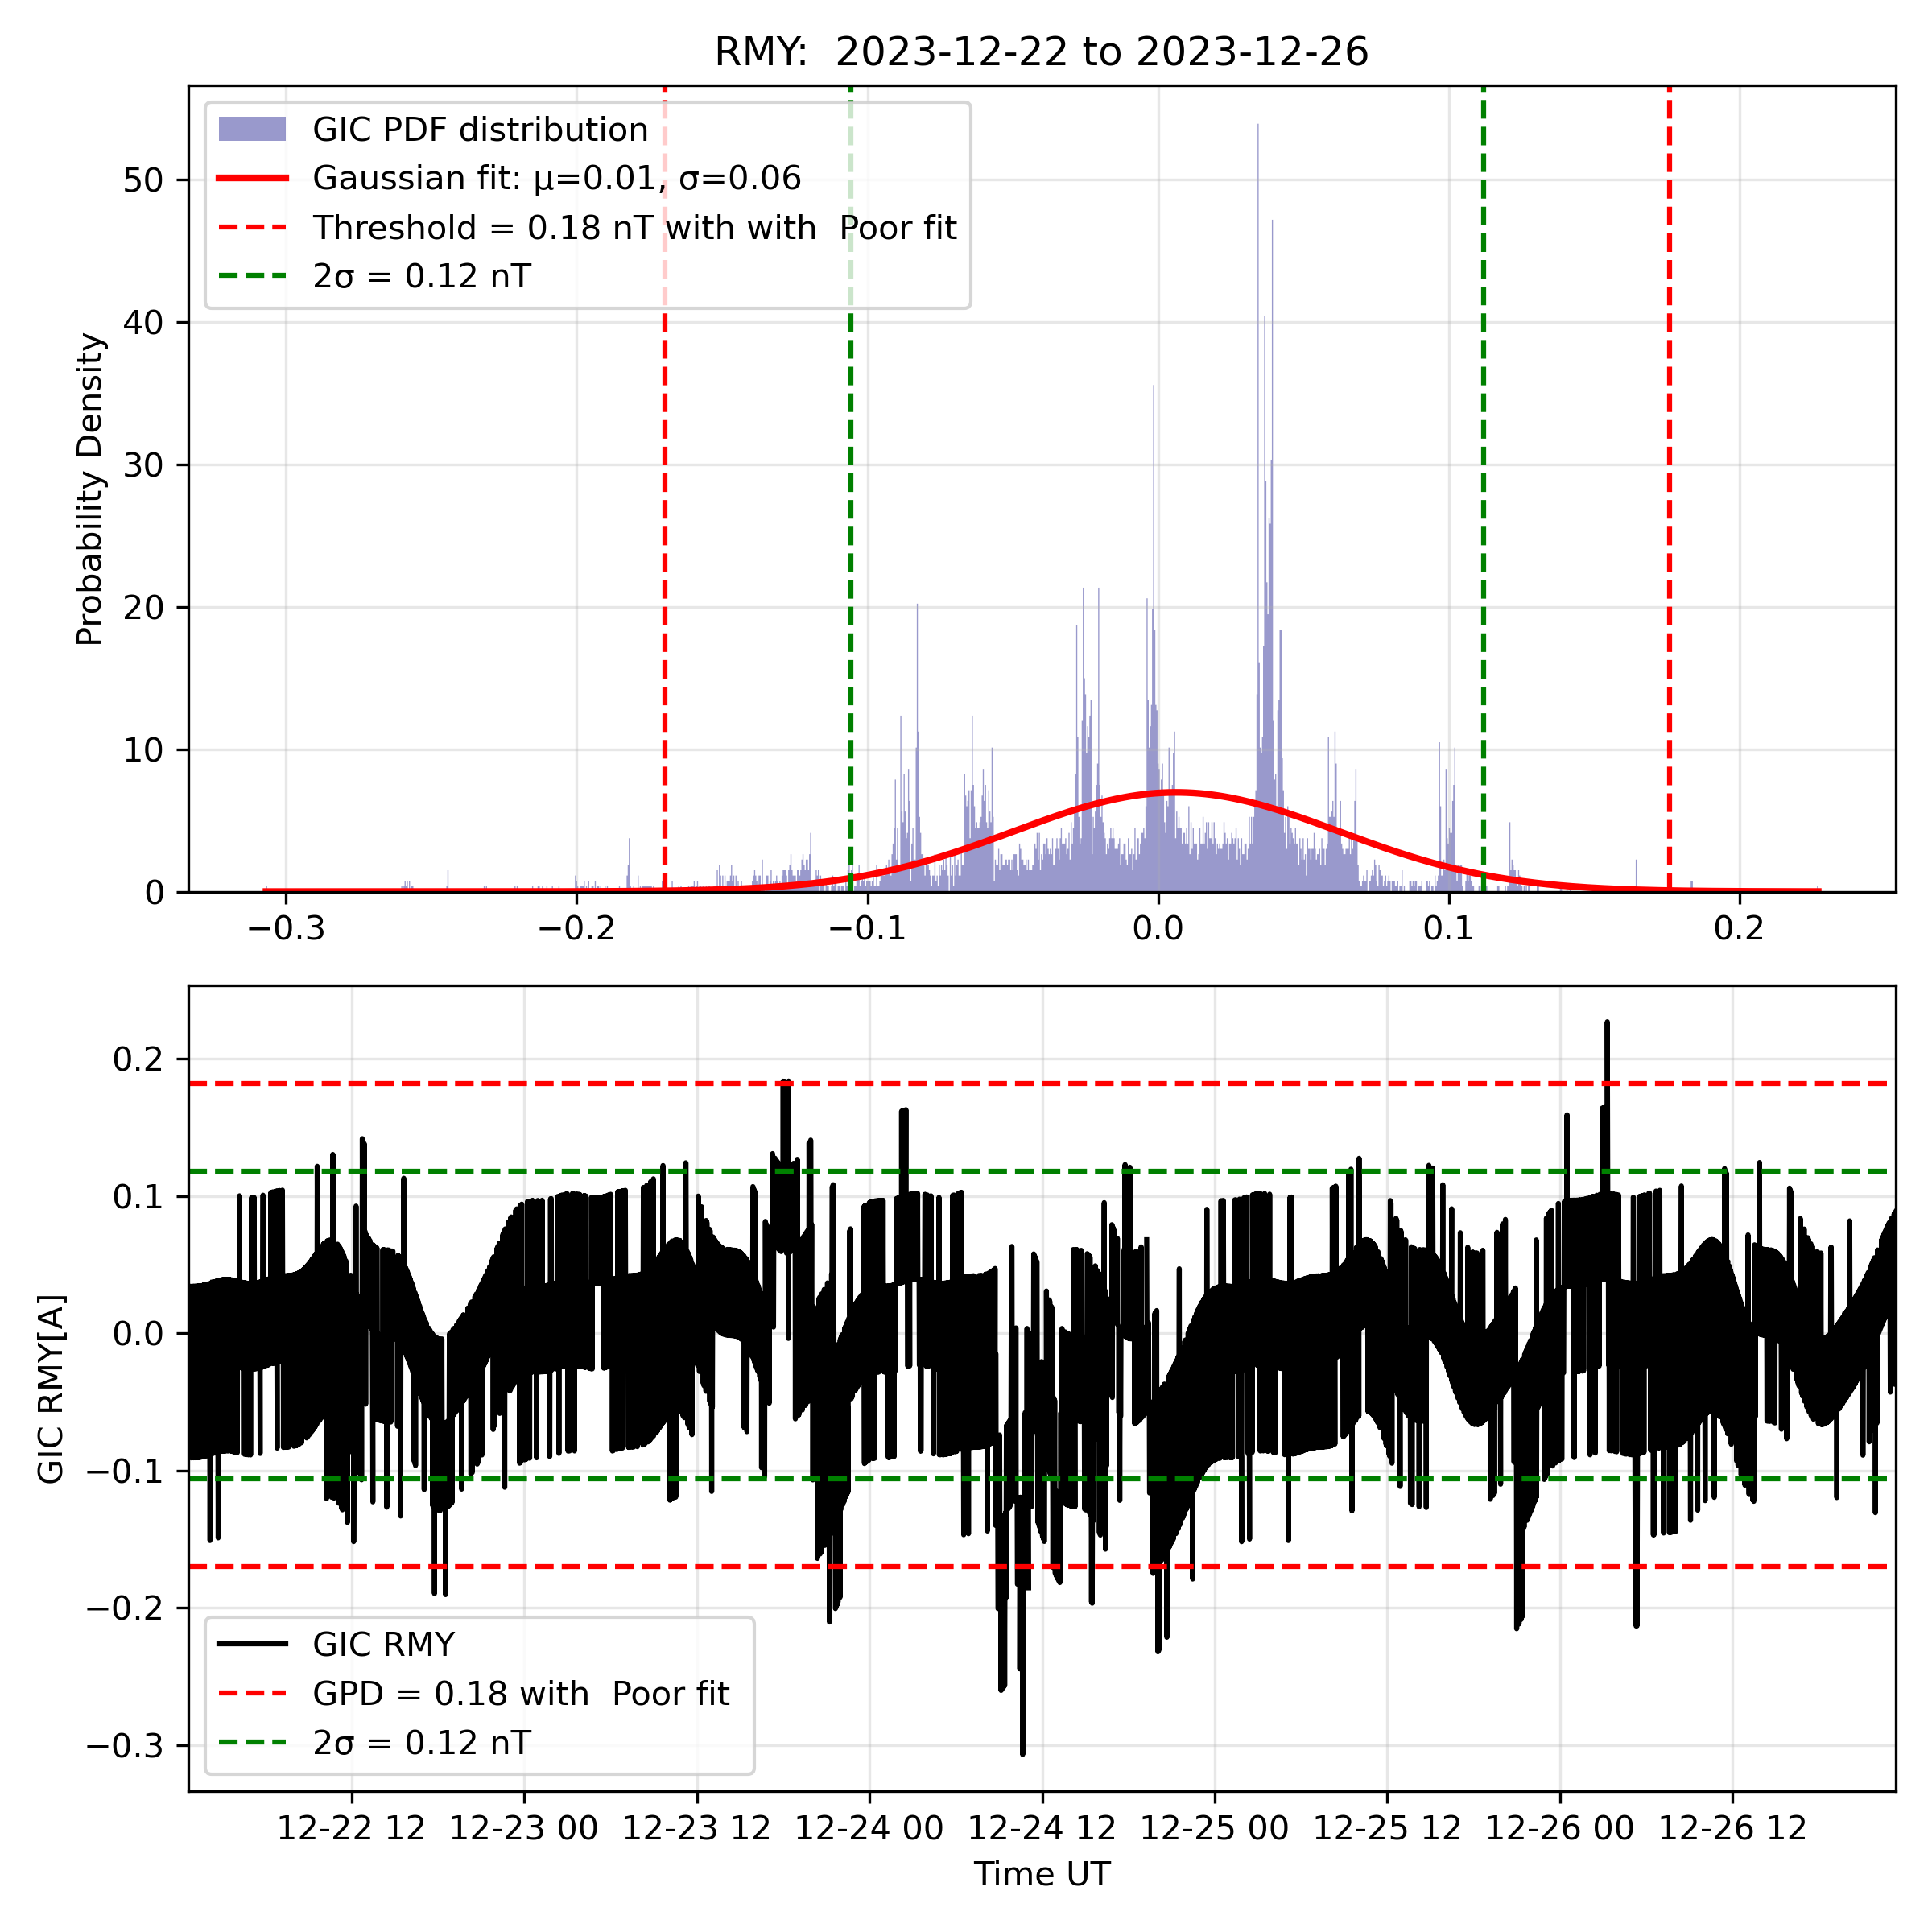 RMY:  2023-12-22 to 2023-12-26
GIC PDF distribution
Gaussian fit: μ=0.01, σ=0.06
Threshold = 0.18 nT with with  Poor fit
2σ = 0.12 nT
Probability Density
50
40
30
20
10
0
−0.3
−0.2
−0.1
0.0
0.1
0.2
GIC RMY[A]
0.2
0.1
0.0
−0.1
−0.2
−0.3
GIC RMY
GPD = 0.18 with  Poor fit
2σ = 0.12 nT
12-22 12
12-23 00
12-23 12
12-24 00
12-24 12
12-25 00
12-25 12
12-26 00
12-26 12
Time UT